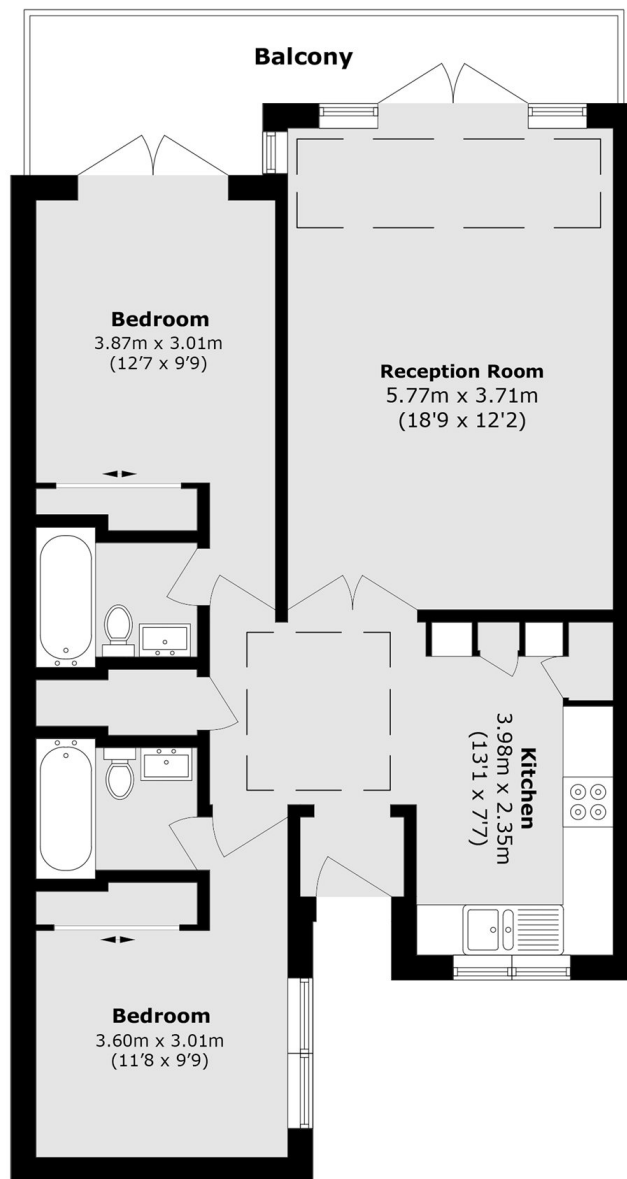 Balcony
Bedroom
3.87m x 3.01m
(12'7 x 9'9)
Reception Room
5.77m x 3.71m
(18'9 x 12'2)
Kitchen
3.98m x 2.35m
(13'1 x 7'7)
Bedroom
3.60m x 3.01m
(11'8 x 9'9)